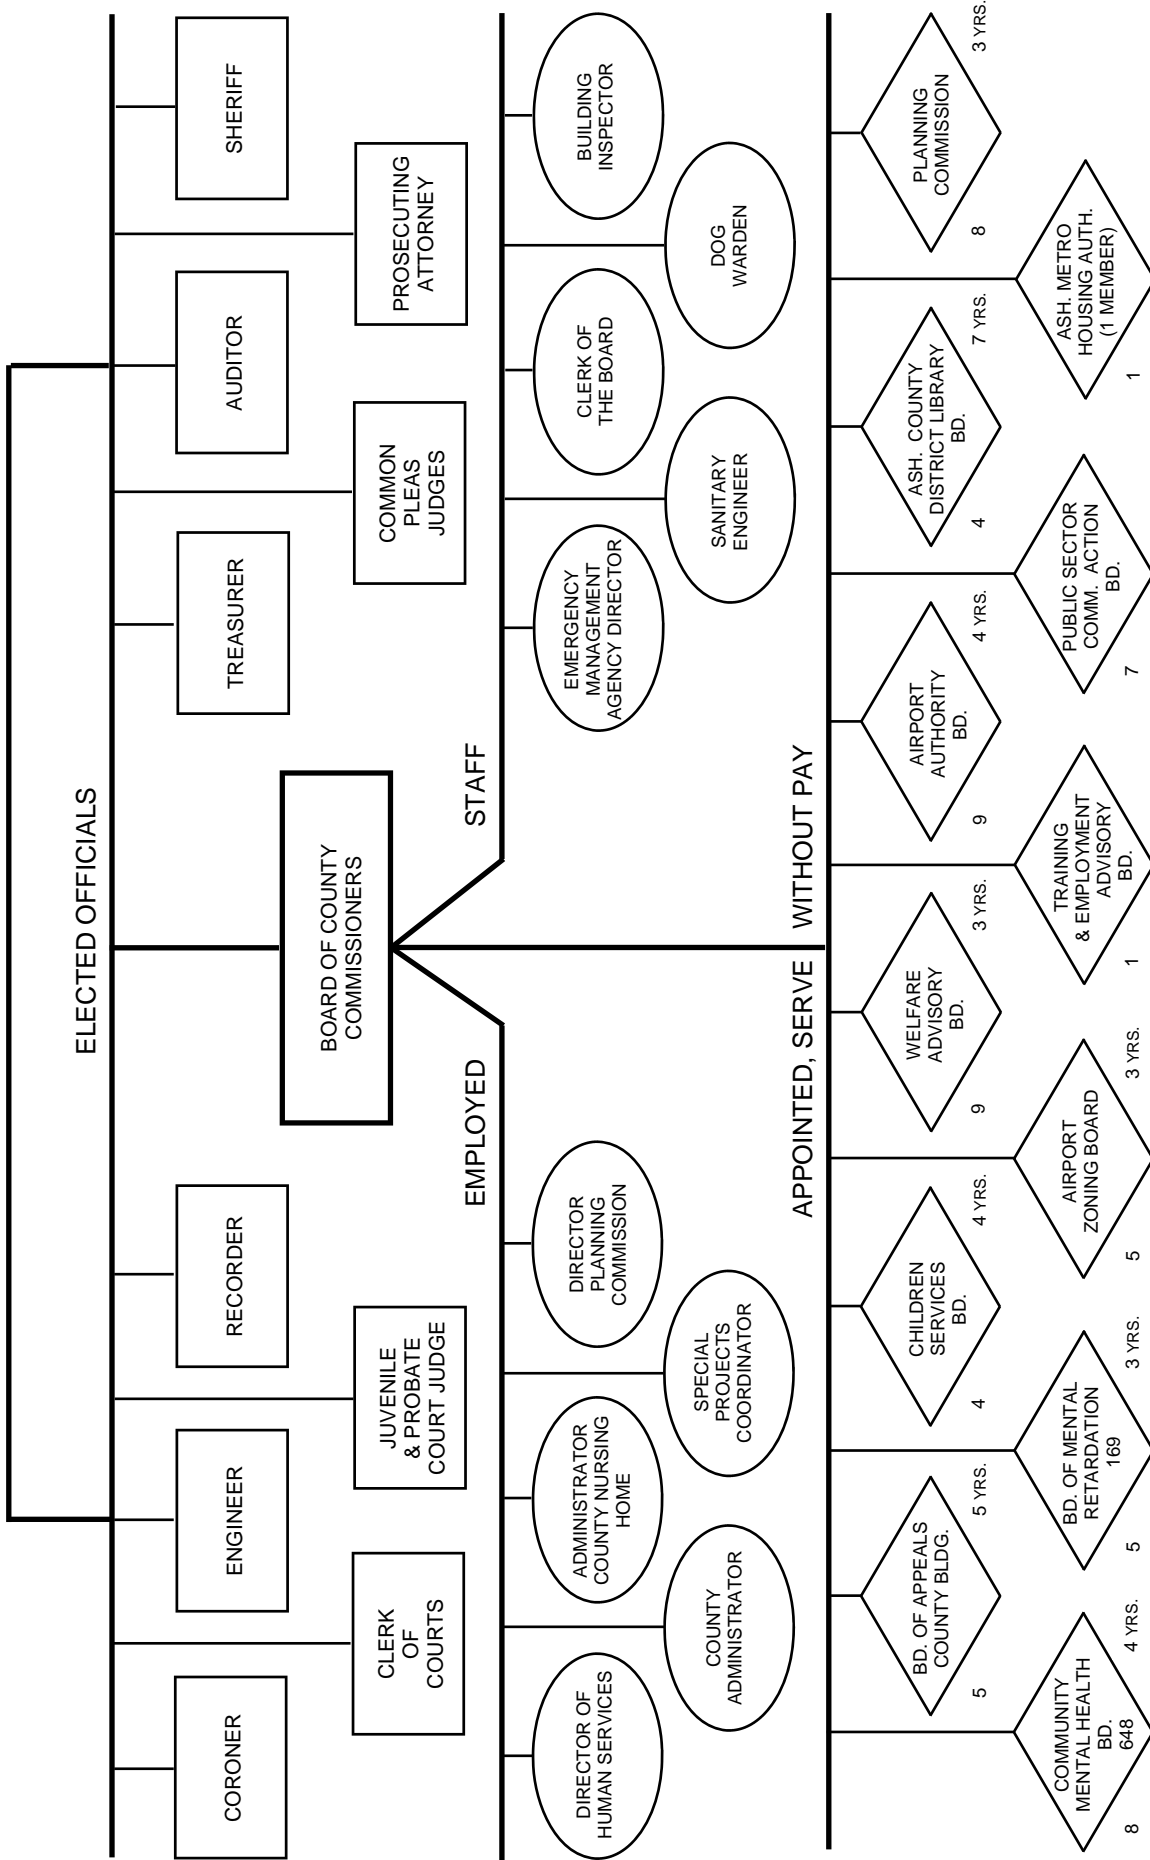 ELECTED OFFICIALS
CORONER
ENGINEER
RECORDER
TREASURER
AUDITOR
SHERIFF
CLERK
OF
COURTS
JUVENILE
& PROBATE
COURT JUDGE
COMMON
PLEAS
JUDGES
PROSECUTING
ATTORNEY
BOARD OF COUNTY
COMMISSIONERS
EMPLOYED STAFF
DIRECTOR OF
HUMAN SERVICES
ADMINISTRATOR
COUNTY NURSING
HOME
DIRECTOR
PLANNING
COMMISSION
EMERGENCY
MANAGEMENT
AGENCY DIRECTOR
CLERK OF
THE BOARD
BUILDING
INSPECTOR
COUNTY
ADMINISTRATOR
SPECIAL
PROJECTS
COORDINATOR
SANITARY
ENGINEER
DOG
WARDEN
APPOINTED, SERVE WITHOUT PAY
BD. OF APPEALS
COUNTY BLDG.
5
5 YRS.
CHILDREN
SERVICES
BD.
4
4 YRS.
WELFARE
ADVISORY
BD.
9
3 YRS.
AIRPORT
AUTHORITY
BD.
9
4 YRS.
ASH. COUNTY
DISTRICT LIBRARY
BD.
4
7 YRS.
PLANNING
COMMISSION
8
3 YRS.
COMMUNITY
MENTAL HEALTH
BD.
648
8
4 YRS.
BD. OF MENTAL
RETARDATION
169
5
3 YRS.
AIRPORT
ZONING BOARD
5
3 YRS.
TRAINING
& EMPLOYMENT
ADVISORY
BD.
1
PUBLIC SECTOR
COMM. ACTION
BD.
7
ASH. METRO
HOUSING AUTH.
(1 MEMBER)
1